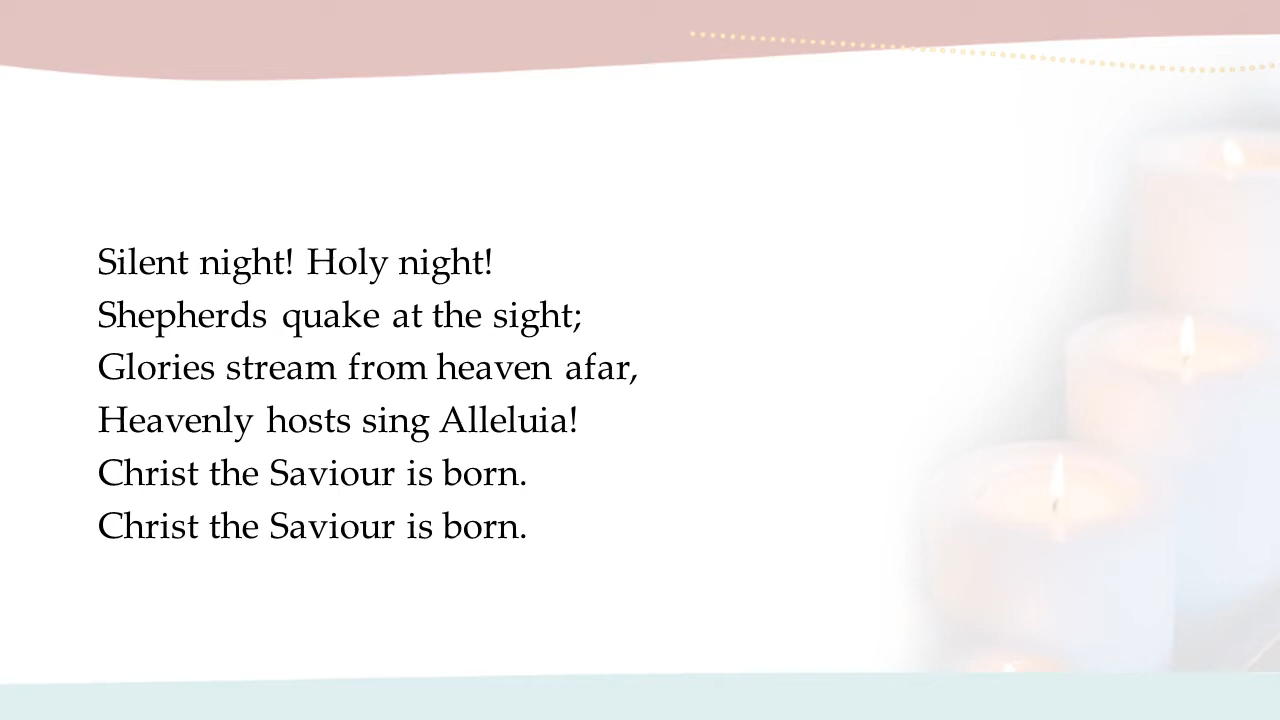 Silent night! Holy night!
Shepherds quake at the sight;
Glories stream from heaven afar,
Heavenly hosts sing Alleluia!
Christ the Saviour is born.
Christ the Saviour is born.